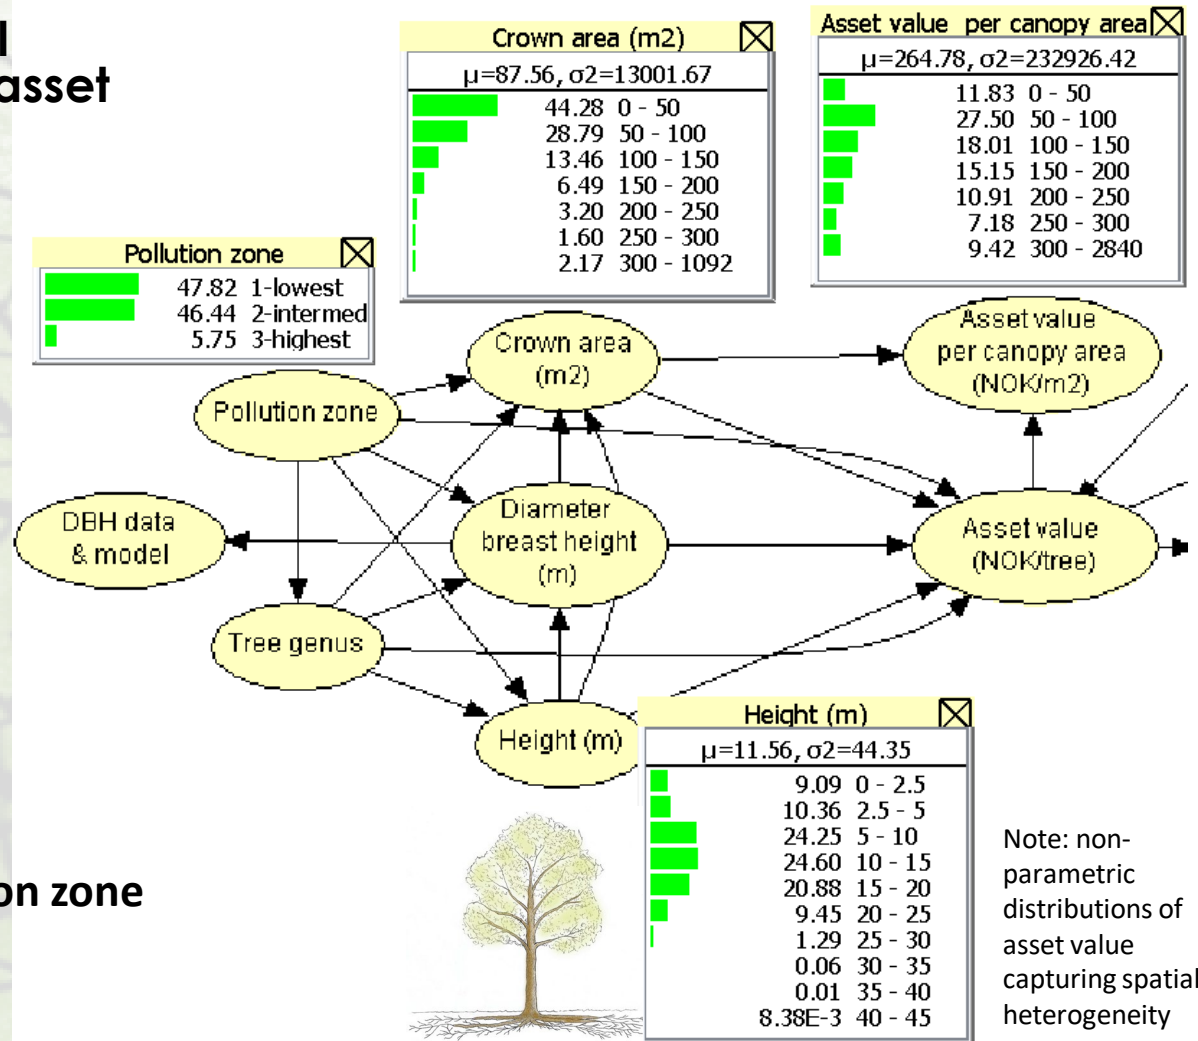 asset
Crown area (m2)
μ=87.56, σ2=13001.67
44.28 0 - 50
28.79 50 - 100
13.46 100 - 150
6.49 150 - 200
3.20 200 - 250
1.60 250 - 300
2.17 300 - 1092
Asset value per canopy area
μ=264.78, σ2=232926.42
11.83 0 - 50
27.50 50 - 100
18.01 100 - 150
15.15 150 - 200
10.91 200 - 250
7.18 250 - 300
9.42 300 - 2840
Pollution zone
47.82 1-lowest
46.44 2-intermed
5.75 3-highest
Crown area
(m2)
Asset value
per canopy area
(NOK/m2)
Pollution zone
DBH data
& model
Diameter
breast height
(m)
Asset value
(NOK/tree)
Tree genus
Height (m)
Height (m)
μ=11.56, σ2=44.35
9.09 0 - 2.5
10.36 2.5 - 5
24.25 5 - 10
24.60 10 - 15
20.88 15 - 20
9.45 20 - 25
1.29 25 - 30
0.06 30 - 35
0.01 35 - 40
8.38E-3 40 - 45
on zone
Note: non-
parametric
distributions of
asset value
capturing spatial
heterogeneity